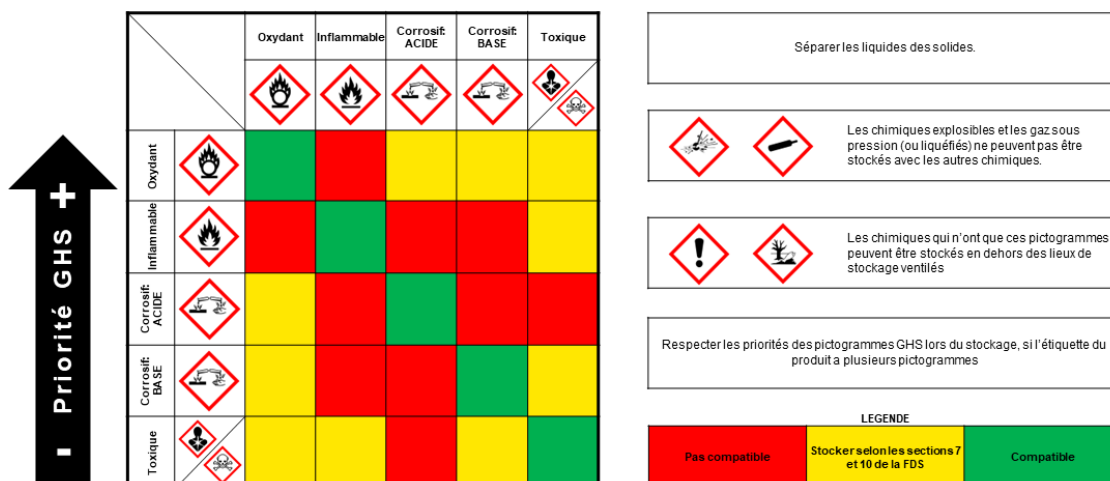 Oxydant
Inflammable
Corrosif:
ACIDE
Corrosif:
BASE
Toxique
- Priorité GHS +
Oxydant
Inflammable
Corrosif:
ACIDE
Corrosif:
BASE
Toxique
Séparer les liquides des solides.
Les chimiques explosibles et les gaz sous
pression (ou liquéfiés) ne peuvent pas être
stockés avec les autres chimiques.
Les chimiques qui n'ont que ces pictogrammes
peuvent être stockés en dehors des lieux de
stockage ventilés
Respecter les priorités des pictogrammes GHS lors du stockage, si l'étiquette du
produit a plusieurs pictogrammes
LEGENDE
Pas compatible
Stocker selon les sections 7
et 10 de la FDS
Compatible